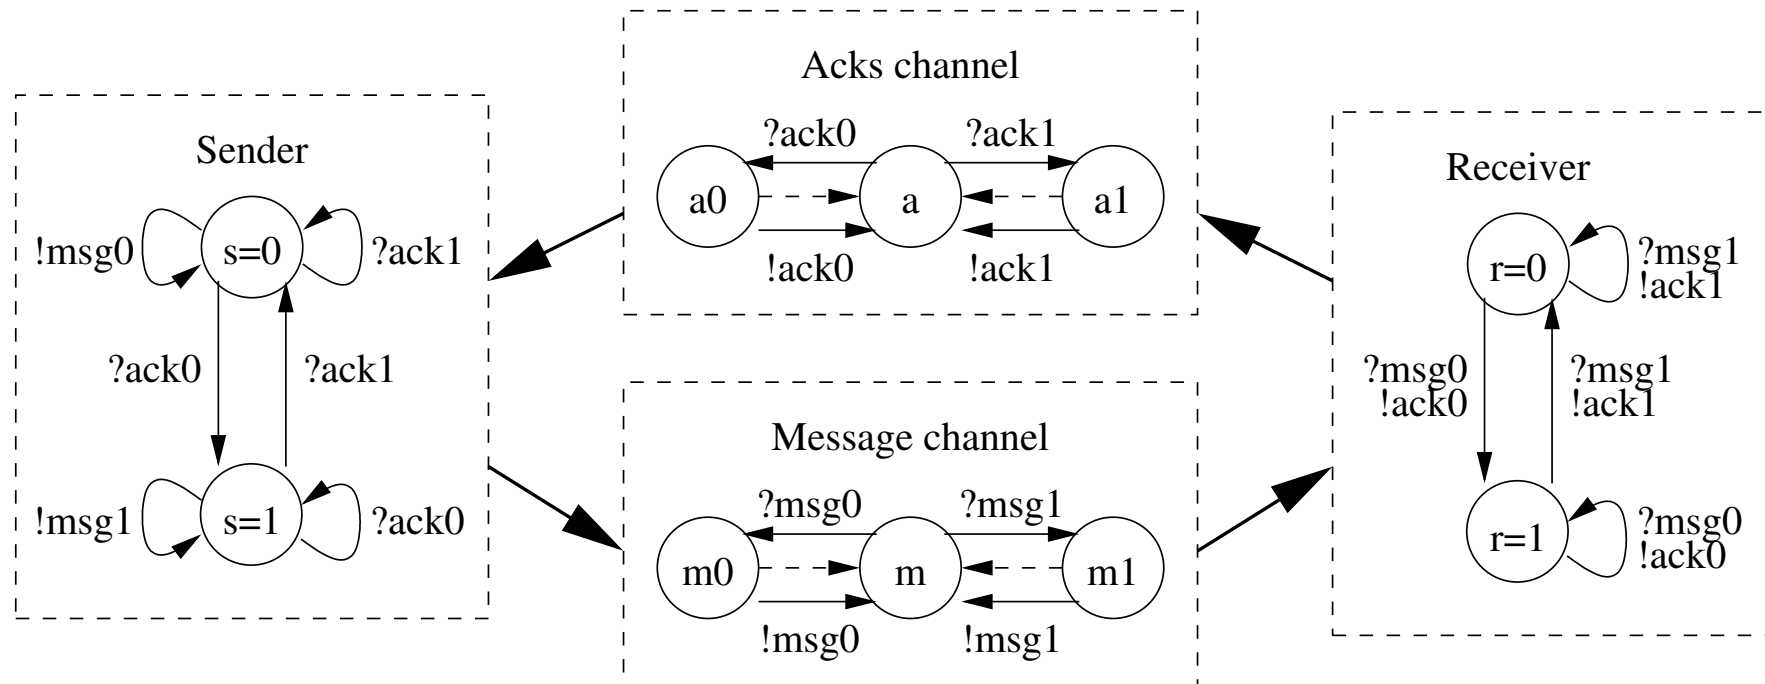 Sender
!msg0
s=0
?ack1
?ack0
?ack1
!msg1
s=1
?ack0
Acks channel
?ack0
?ack1
a0
a
a1
!ack0
!ack1
Message channel
?msg0
?msg1
m0
m
m1
!msg0
!msg1
Receiver
r=0
?msg1
!ack1
?msg0
!ack0
?msg1
!ack1
r=1
?msg0
!ack0